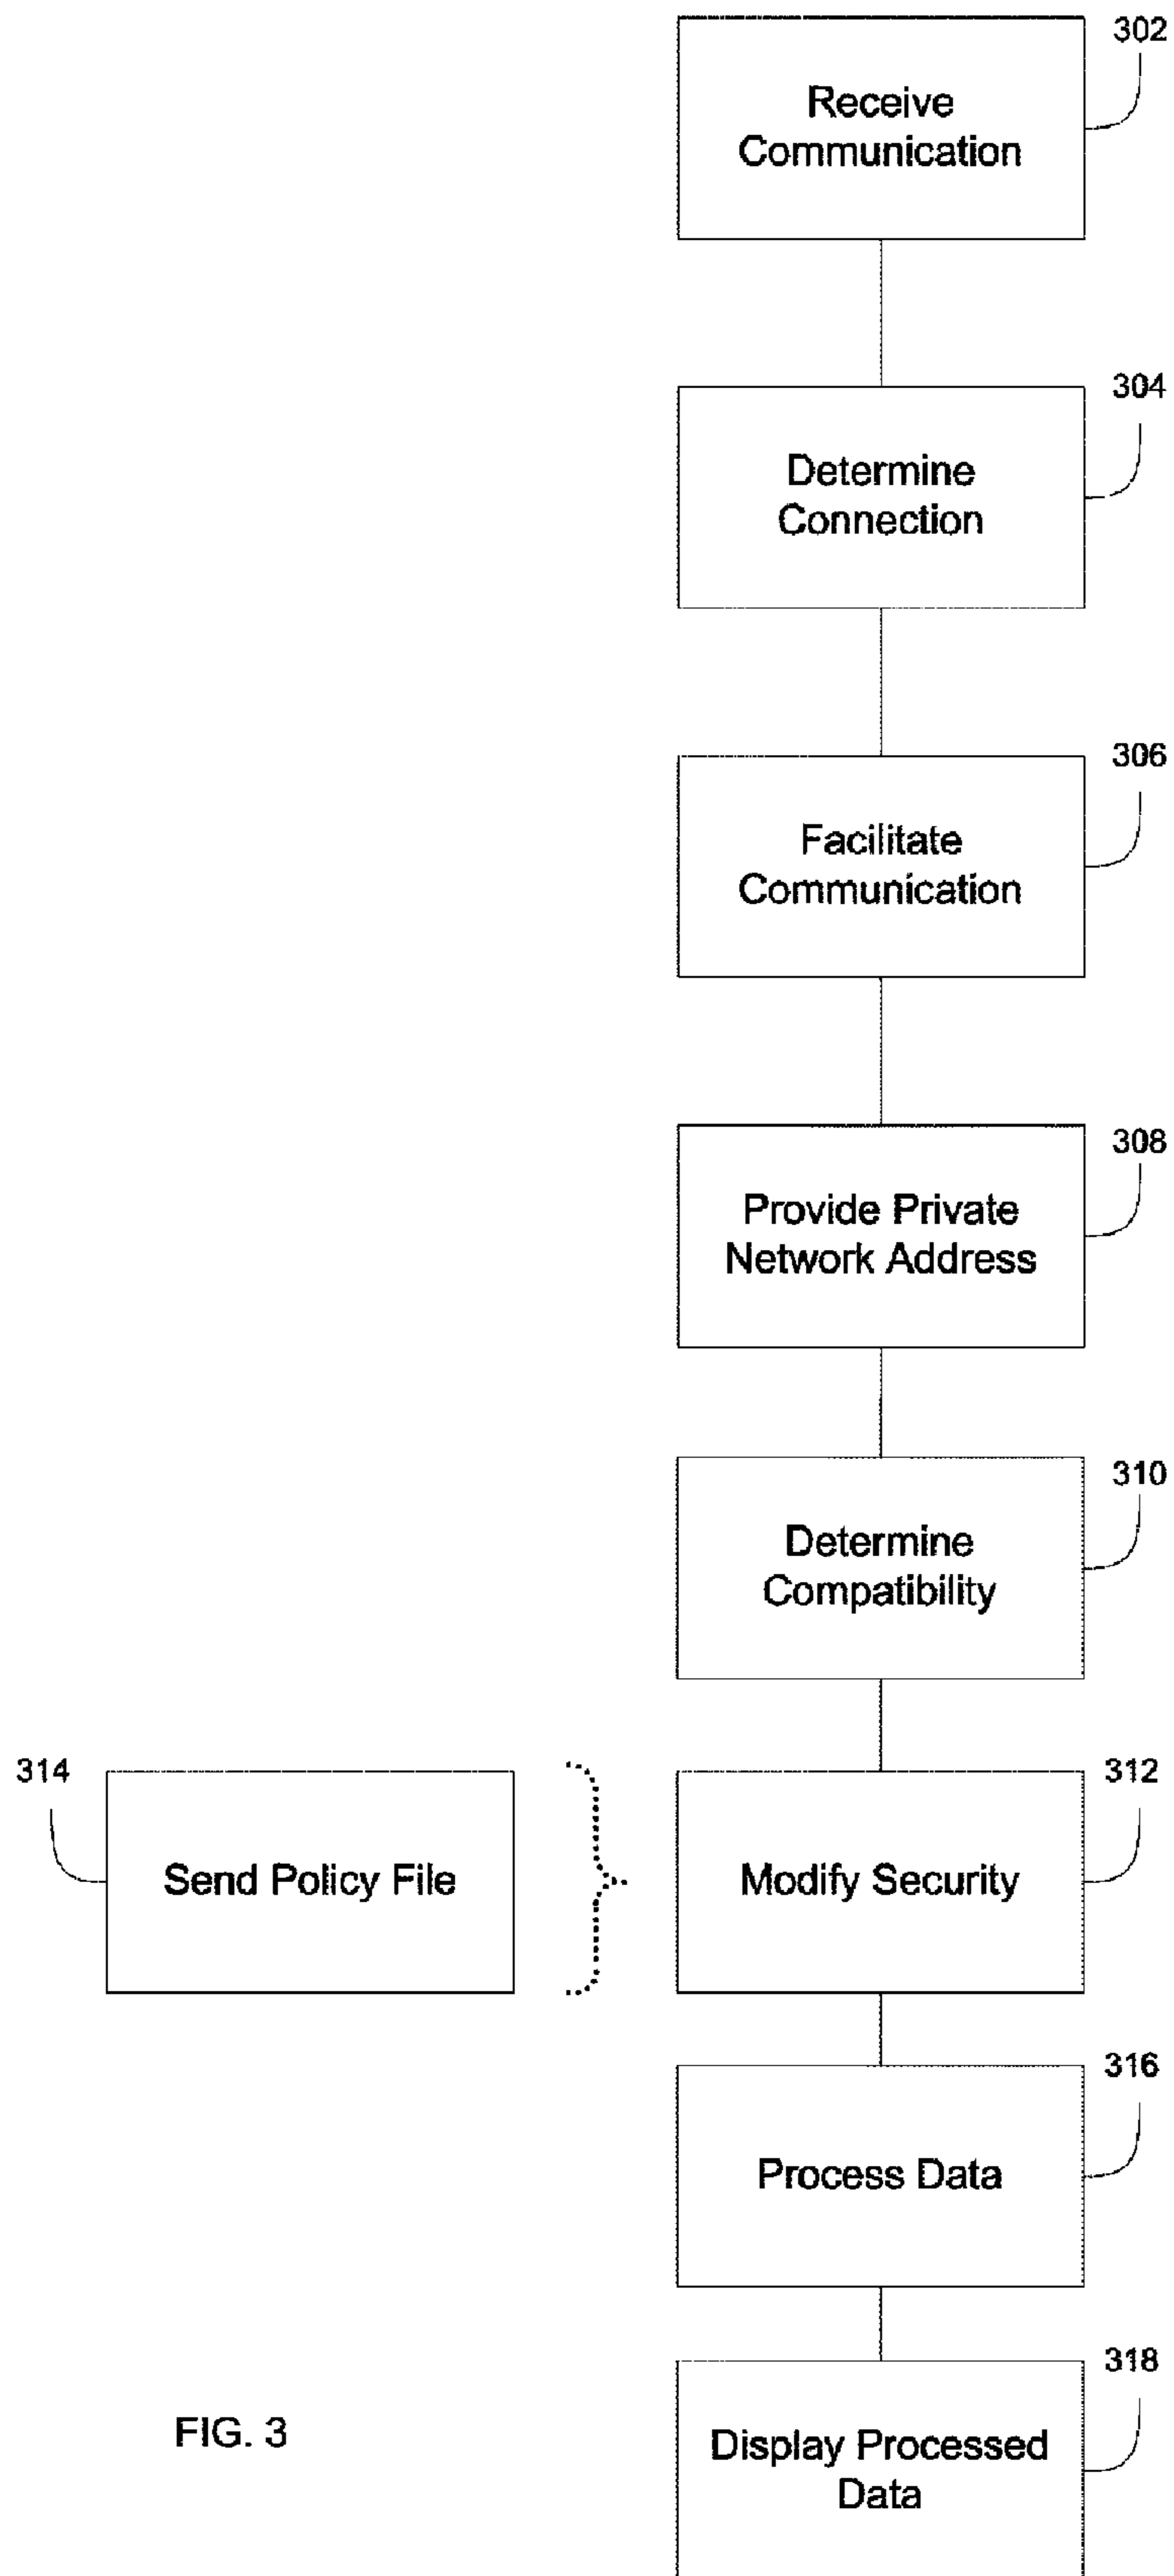 302
Receive
Communication
304
Determine
Connection
306
Facilitate
Communication
308
Provide Private
Network Address
310
Determine
Compatibility
314
Send Policy File
312
Modify Security
316
Process Data
318
Display Processed
Data
FIG. 3